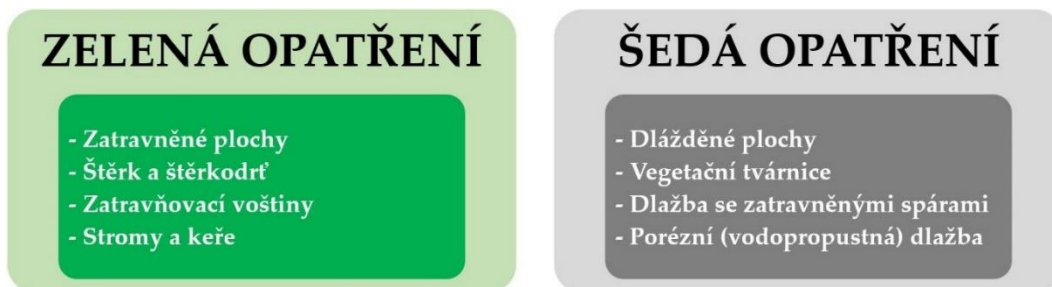 ZELENÁ OPATŘENÍ
- Zatravněné plochy
- Štěrk a štěrkodrť
- Zatravňovací voštiny
- Stromy a keře
ŠEDÁ OPATŘENÍ
- Dlážděné plochy
- Vegetační tvárnice
- Dlažba se zatravněnými spárami
- Porézní (vodopropustná) dlažba